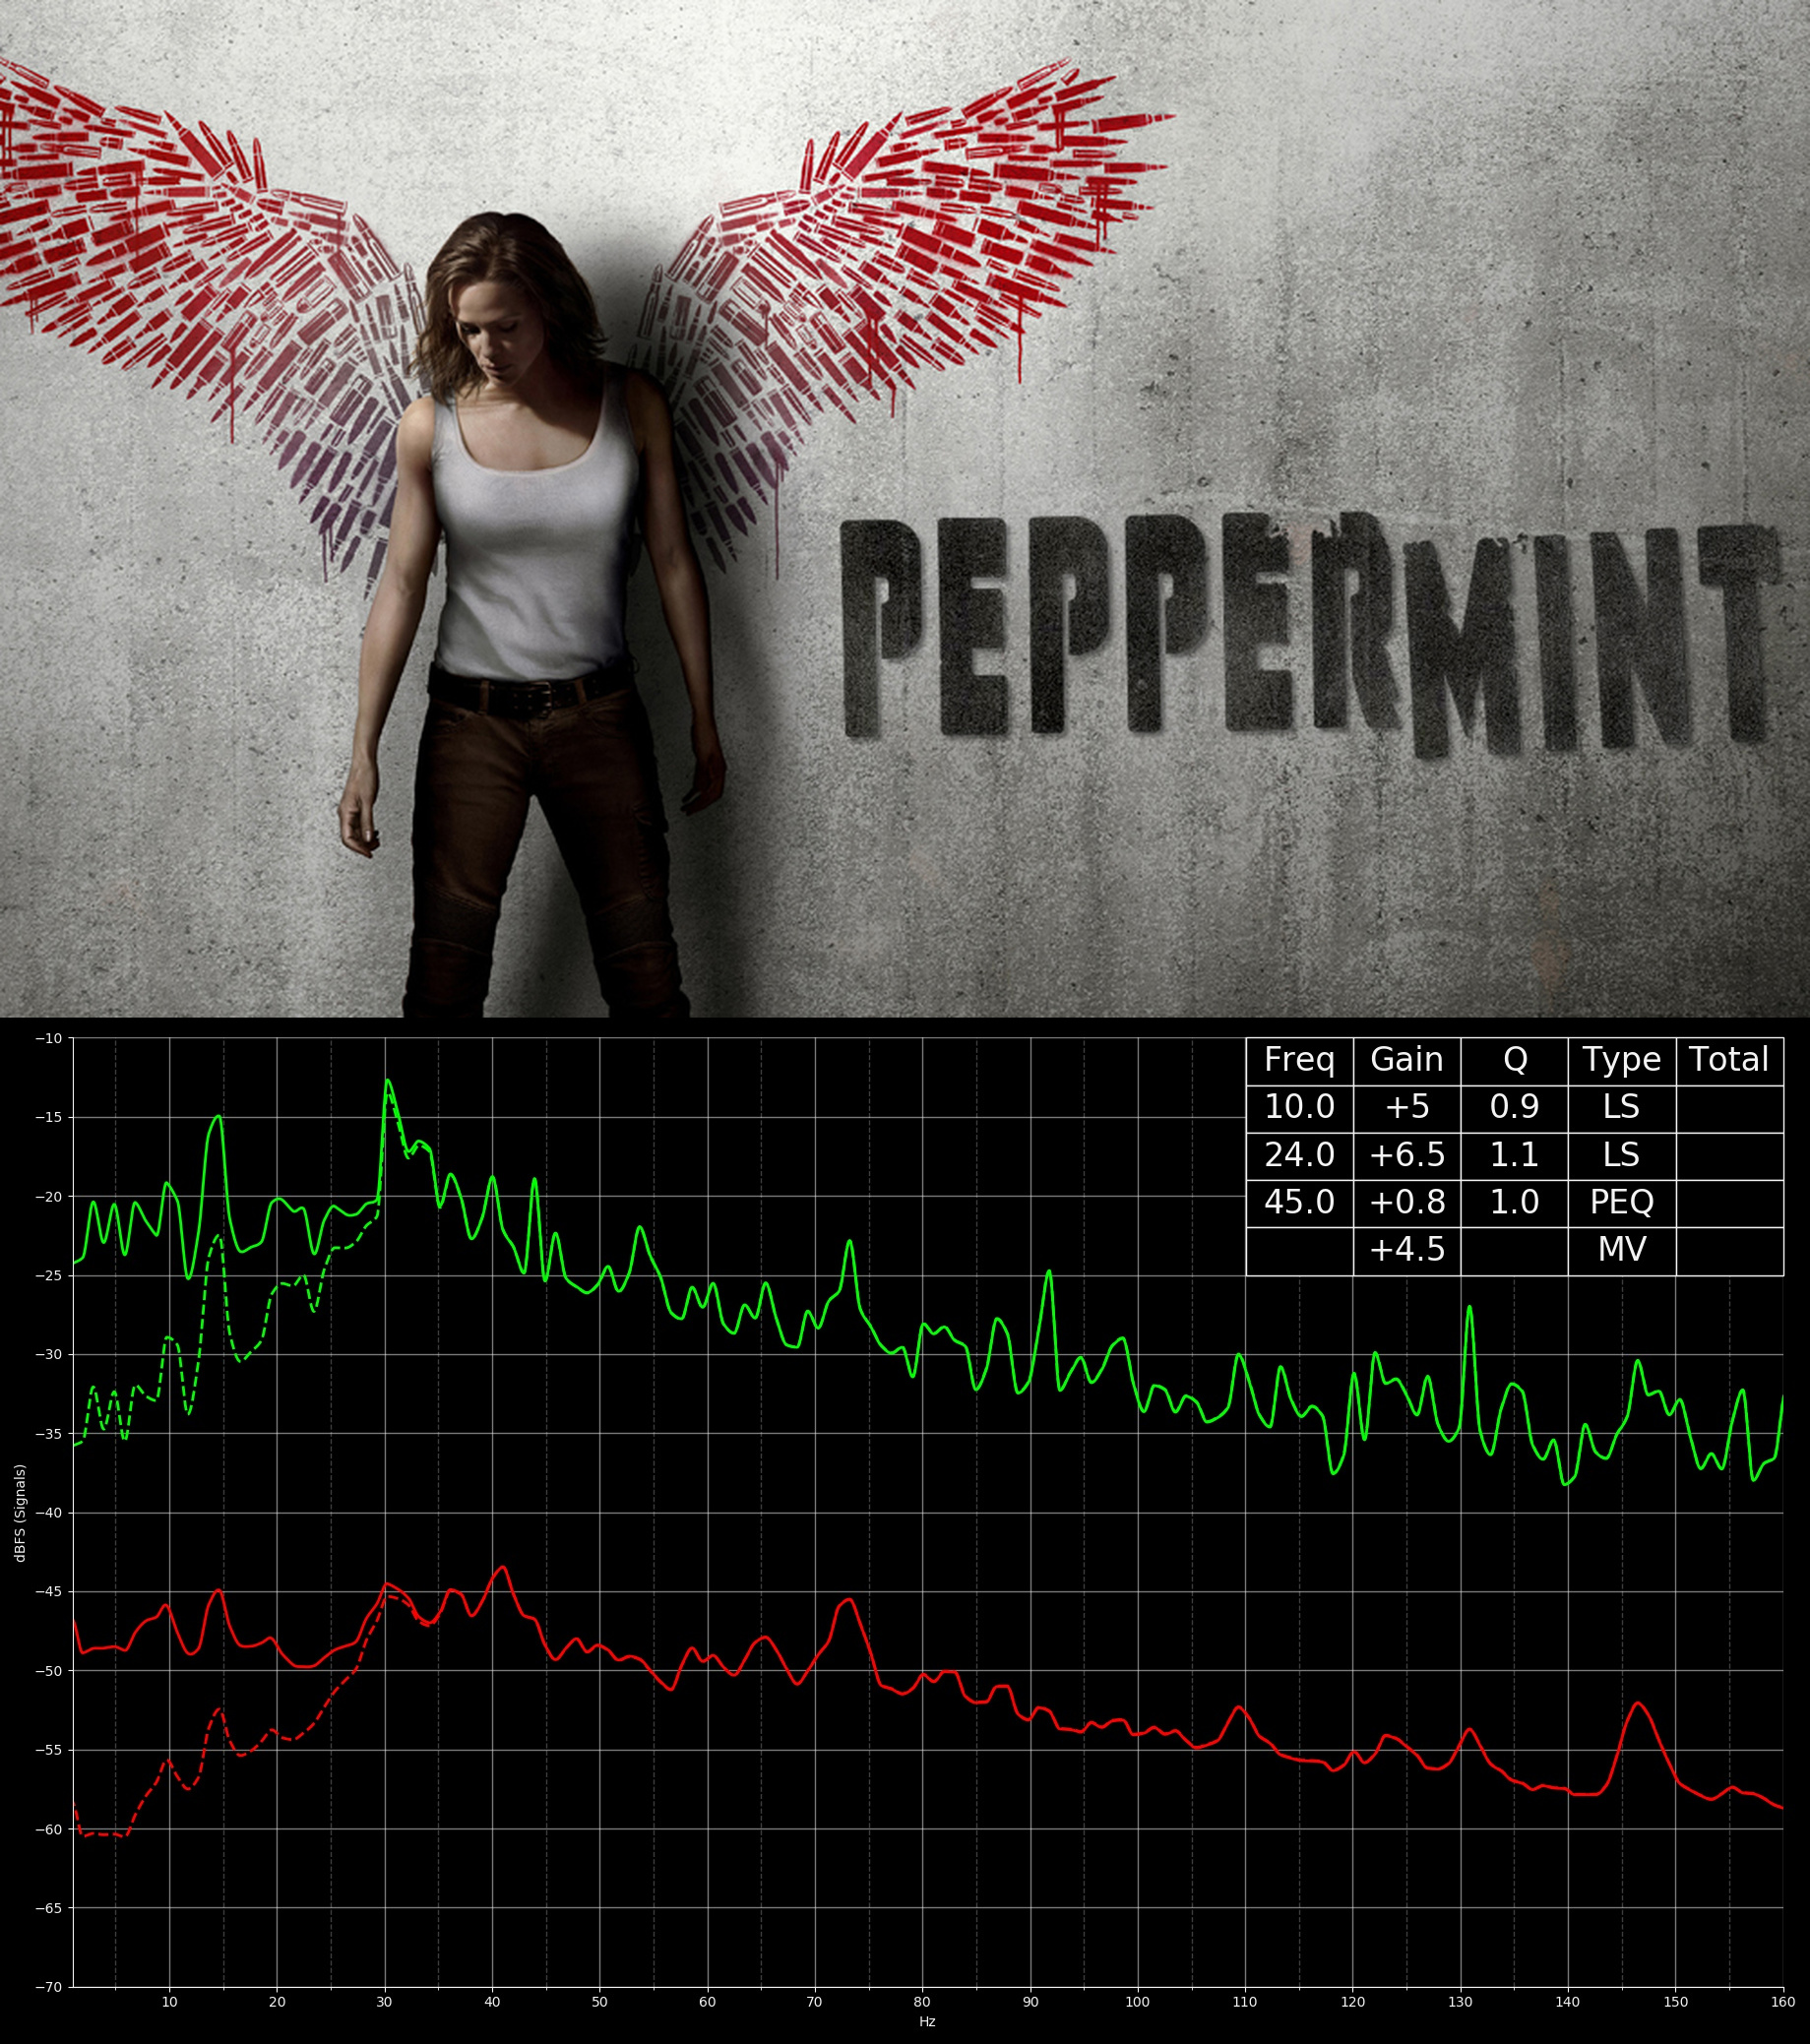 PEPPERMINT
Freq Gain Q Type Total
10.0 +5 0.9 LS
24.0 +6.5 1.1 LS
45.0 +0.8 1.0 PEQ
+4.5 MV
−10
−15
−20
−25
−30
−35
−40
−45
−50
−55
−60
−65
−70
dBFS (Signals)
10 20 30 40 50 60 70 80 90 100 110 120 130 140 150 160
Hz